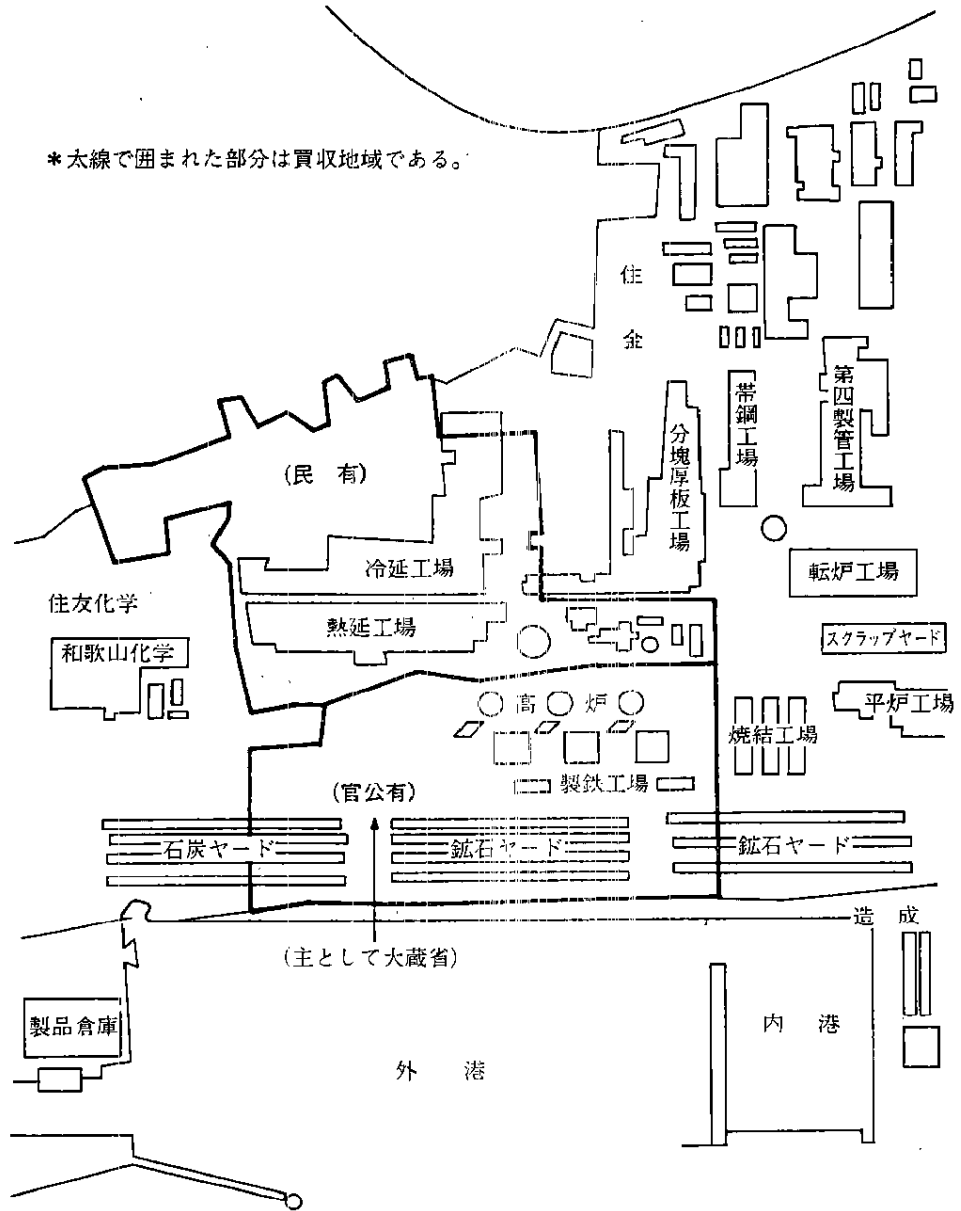 *太線で囲まれた部分は買収地域である。
住金
(民 有)
分塊厚板工場
帯鋼工場
第四製管工場
冷延工場
転炉工場
住友化学
熱延工場
和歌山化学
スクラップヤード
高 炉
平炉工場
焼結工場
製鉄工場
(官公有)
石炭ヤード
鉱石ヤード
鉱石ヤード
造 成
(主として大蔵省)
製品倉庫
内 港
外 港